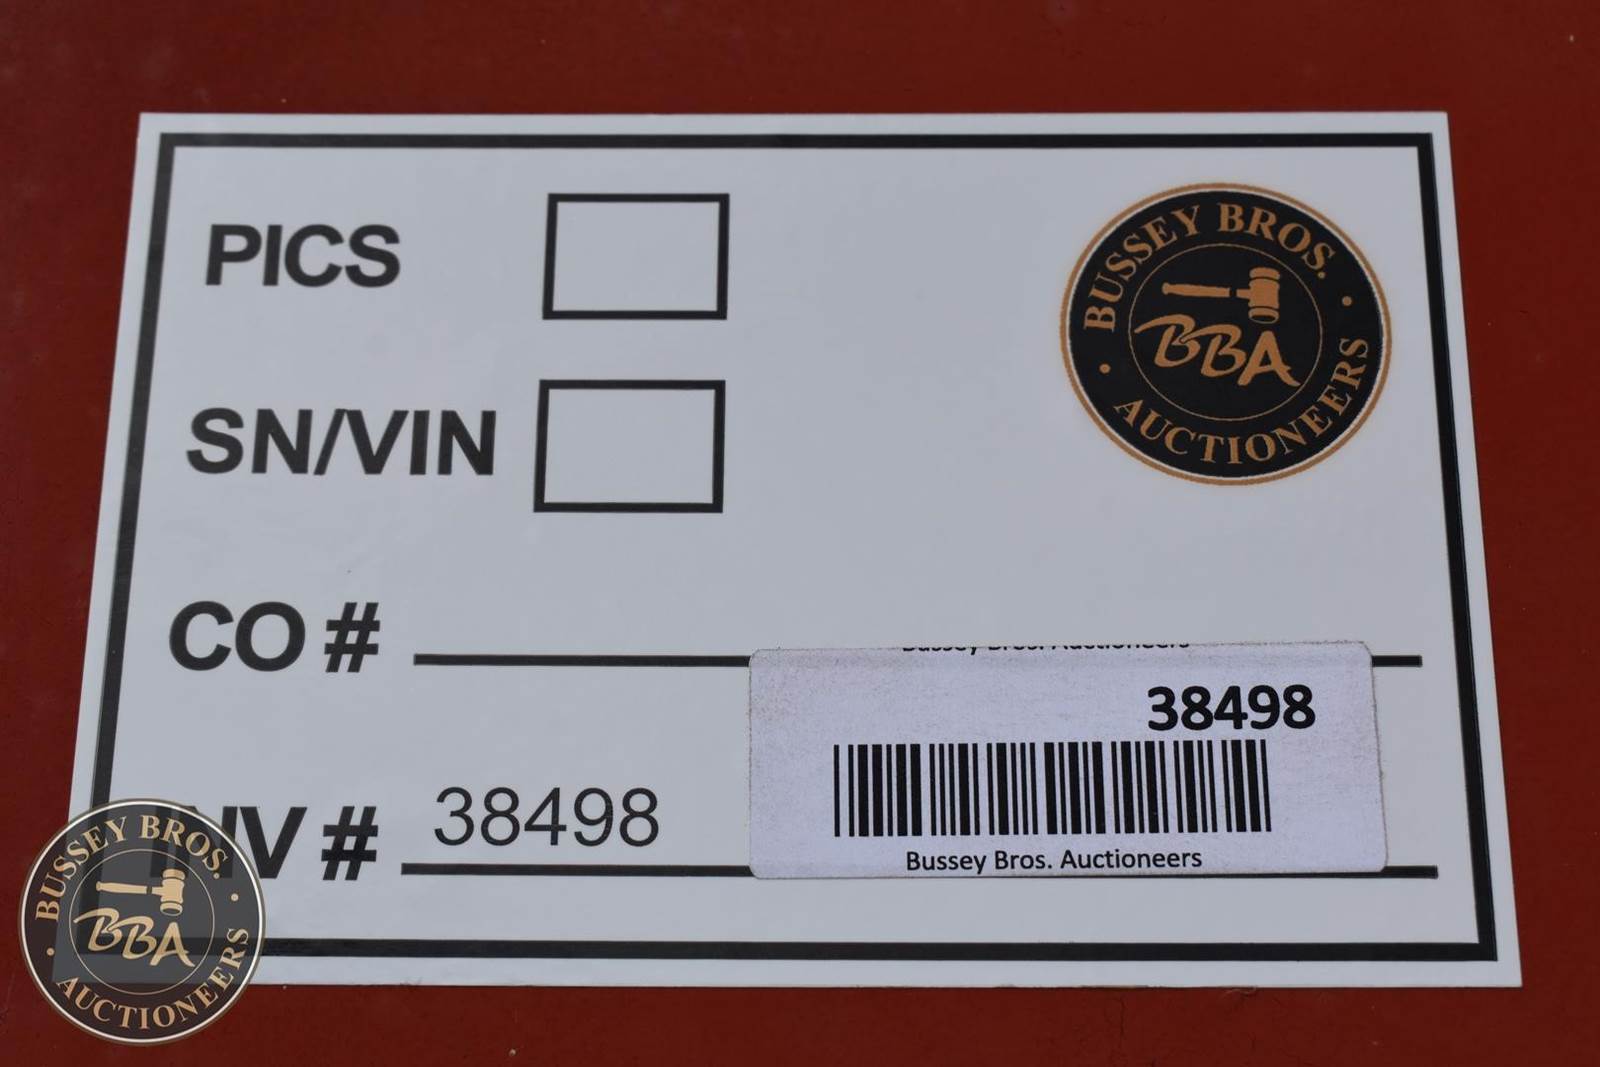 PICS
BUSSEY BROS.
BBA
AUCTIONEERS
SN/VIN
CO #
Bussey Bros. Auctioneers
38498
INV # 38498
Bussey Bros. Auctioneers
BUSSEY BROS.
BBA
AUCTIONEERS